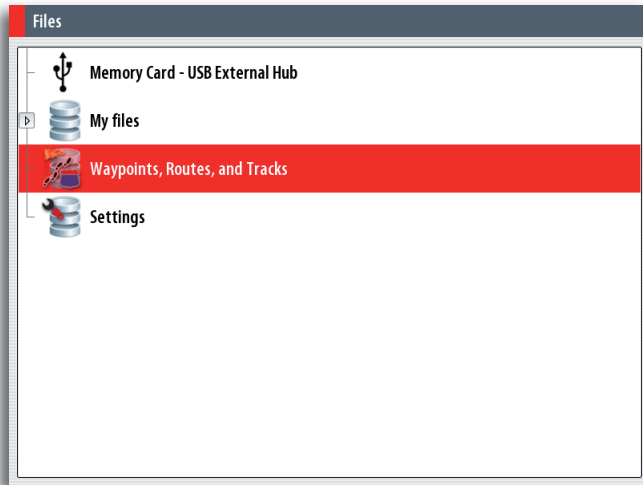 Files
Memory Card - USB External Hub
My files
Waypoints, Routes, and Tracks
Settings